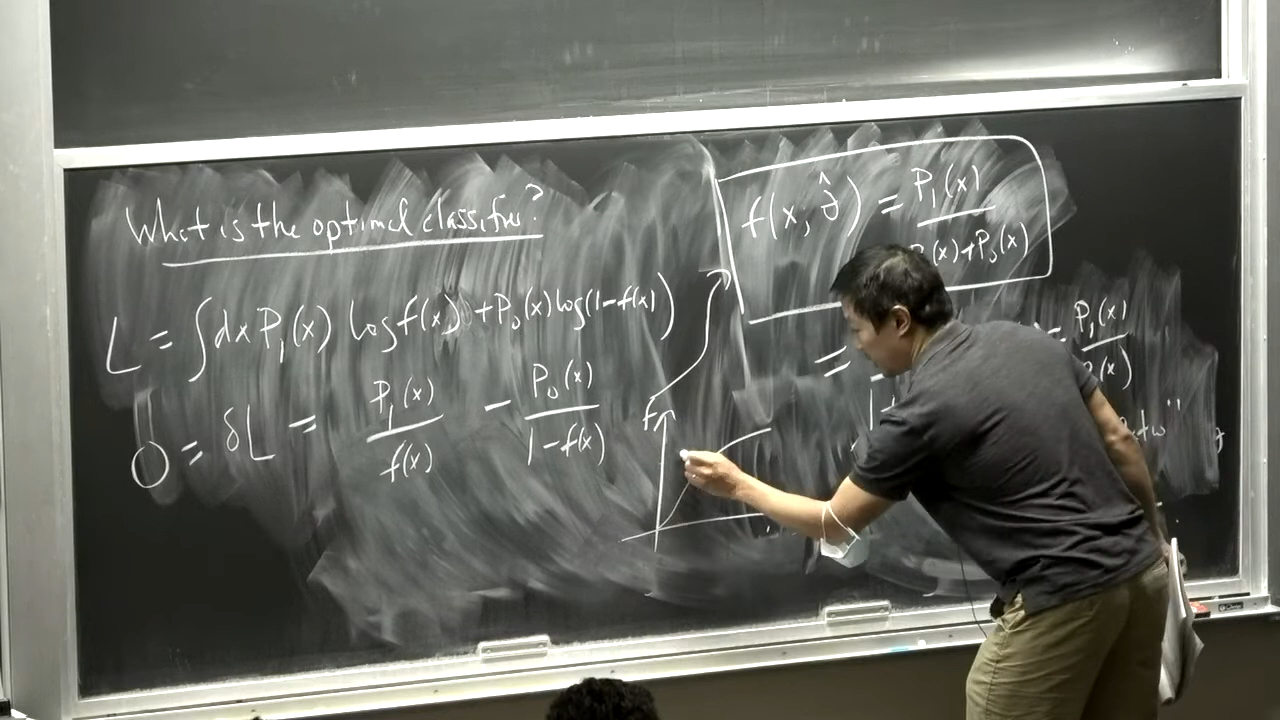 What is the optimal classifier?
L = ∫dx P₁(x) log f(x) + P₀(x) log(1-f(x))
0 = δL = P₁(x)/f(x) - P₀(x)/1-f(x)
f(x, ĝ) = P₁(x)/(x)+P₀(x)
= P₁(x)/(x)
f